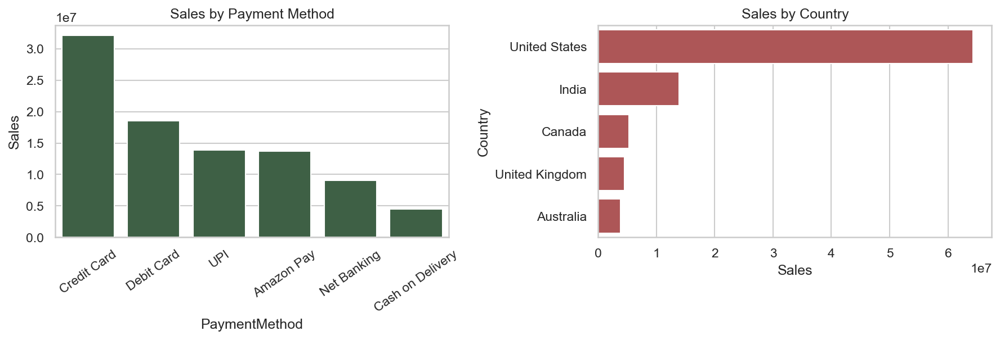 Sales by Payment Method
1e7
3.0
2.5
2.0
1.5
1.0
0.5
0.0
Sales
Credit Card
Debit Card
UPI
Amazon Pay
Net Banking
Cash on Delivery
PaymentMethod
Sales by Country
Country
United States
India
Canada
United Kingdom
Australia
0 1 2 3 4 5 6
Sales
1e7